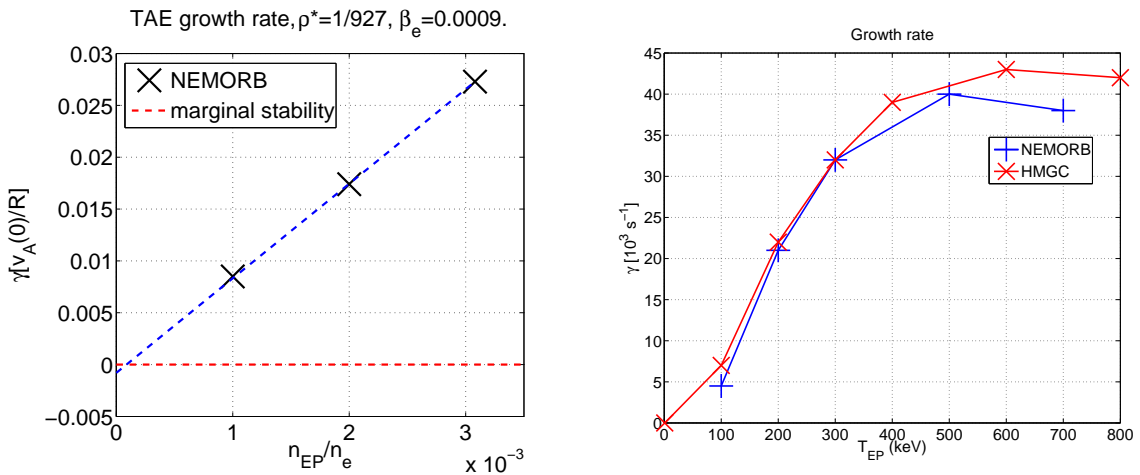 TAE growth rate, ρ*=1/927, β_e=0.0009.
0.03
0.025
0.02
0.015
0.01
0.005
0
−0.005
γ[v_A(0)/R]
NEMORB
marginal stability
0 1 2 3
n_EP/n_e
x 10^−3
Growth rate
45
40
35
30
25
20
15
10
5
0
γ [10^3 s^-1]
NEMORB
HMGC
0 100 200 300 400 500 600 700 800
T_EP (keV)